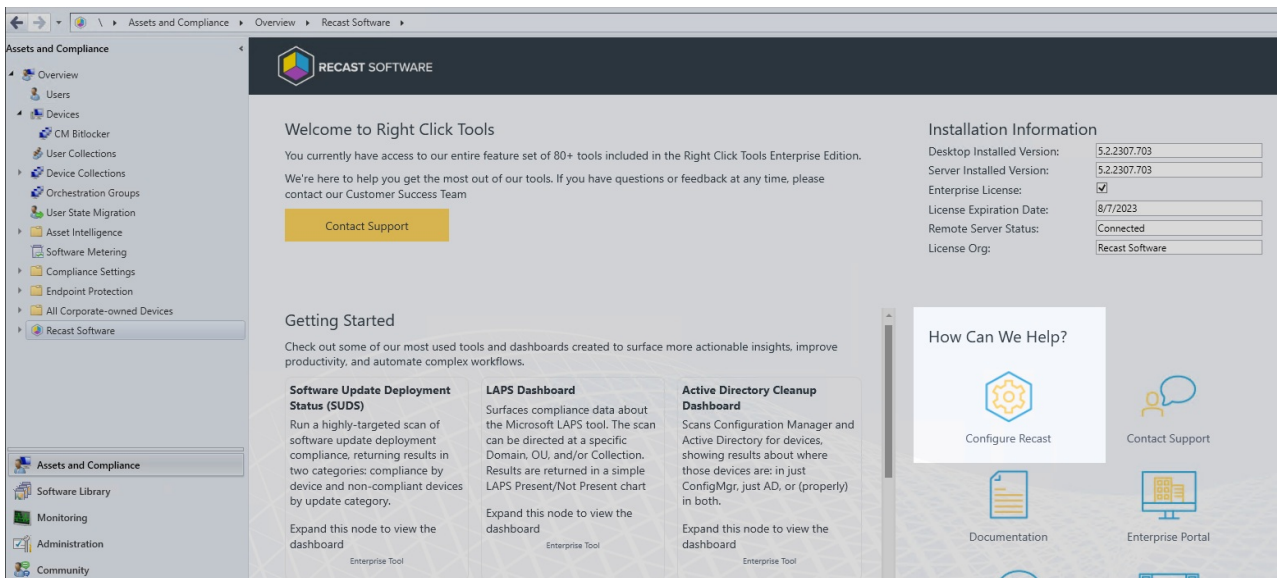 \ ▸ Assets and Compliance ▸ Overview ▸ Recast Software ▸
Assets and Compliance
Overview
Users
Devices
CM Bitlocker
User Collections
Device Collections
Orchestration Groups
User State Migration
Asset Intelligence
Software Metering
Compliance Settings
Endpoint Protection
All Corporate-owned Devices
Recast Software
Assets and Compliance
Software Library
Monitoring
Administration
Community
RECAST SOFTWARE
Welcome to Right Click Tools
You currently have access to our entire feature set of 80+ tools included in the Right Click Tools Enterprise Edition.
We're here to help you get the most out of our tools. If you have questions or feedback at any time, please
contact our Customer Success Team
Contact Support
Installation Information
Desktop Installed Version: 5.2.2307.703
Server Installed Version: 5.2.2307.703
Enterprise License:
License Expiration Date: 8/7/2023
Remote Server Status: Connected
License Org: Recast Software
Getting Started
Check out some of our most used tools and dashboards created to surface more actionable insights, improve
productivity, and automate complex workflows.
Software Update Deployment
Status (SUDS)
Run a highly-targeted scan of
software update deployment
compliance, returning results in
two categories: compliance by
device and non-compliant devices
by update category.
Expand this node to view the
dashboard
Enterprise Tool
LAPS Dashboard
Surfaces compliance data about
the Microsoft LAPS tool. The scan
can be directed at a specific
Domain, OU, and/or Collection.
Results are returned in a simple
LAPS Present/Not Present chart
Expand this node to view the
dashboard
Enterprise Tool
Active Directory Cleanup
Dashboard
Scans Configuration Manager and
Active Directory for devices,
showing results about where
those devices are: in just
ConfigMgr, just AD, or (properly)
in both.
Expand this node to view the
dashboard
Enterprise Tool
How Can We Help?
Configure Recast
Contact Support
Documentation
Enterprise Portal